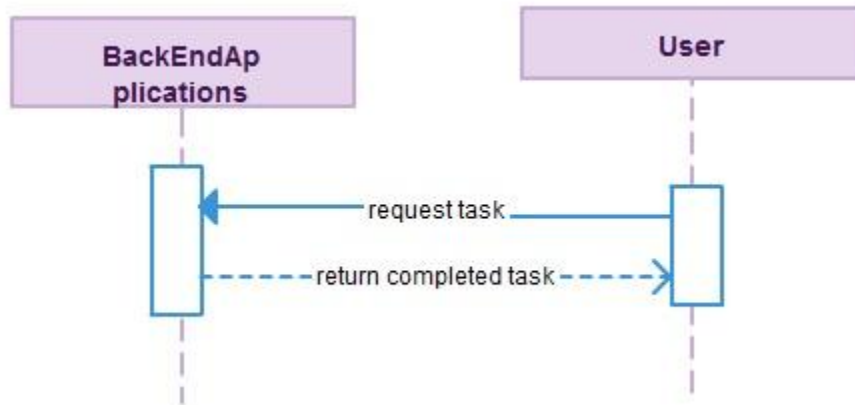 BackEndAp
plications
User
request task
return completed task